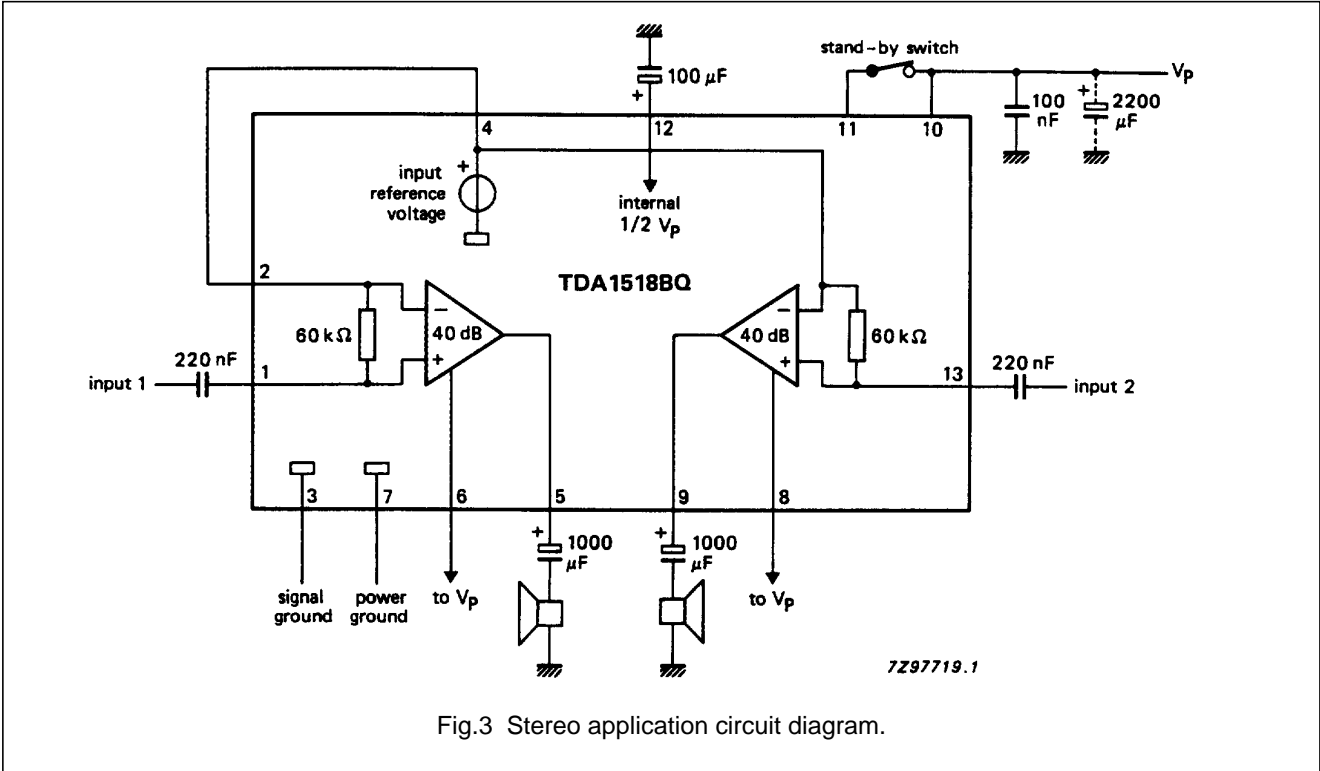 stand-by switch
100 µF
+
Vp
+
100
nF
2200
µF
4
12
11
10
+
input
reference
voltage
internal
1/2 Vp
2
TDA1518BQ
60 kΩ
−
40 dB
+
−
40 dB
+
60 kΩ
220 nF
1
input 1
13
220 nF
input 2
3
7
6
5
9
8
signal
ground
power
ground
to Vp
+
1000
µF
+
1000
µF
to Vp
7Z97719.1
Fig.3 Stereo application circuit diagram.